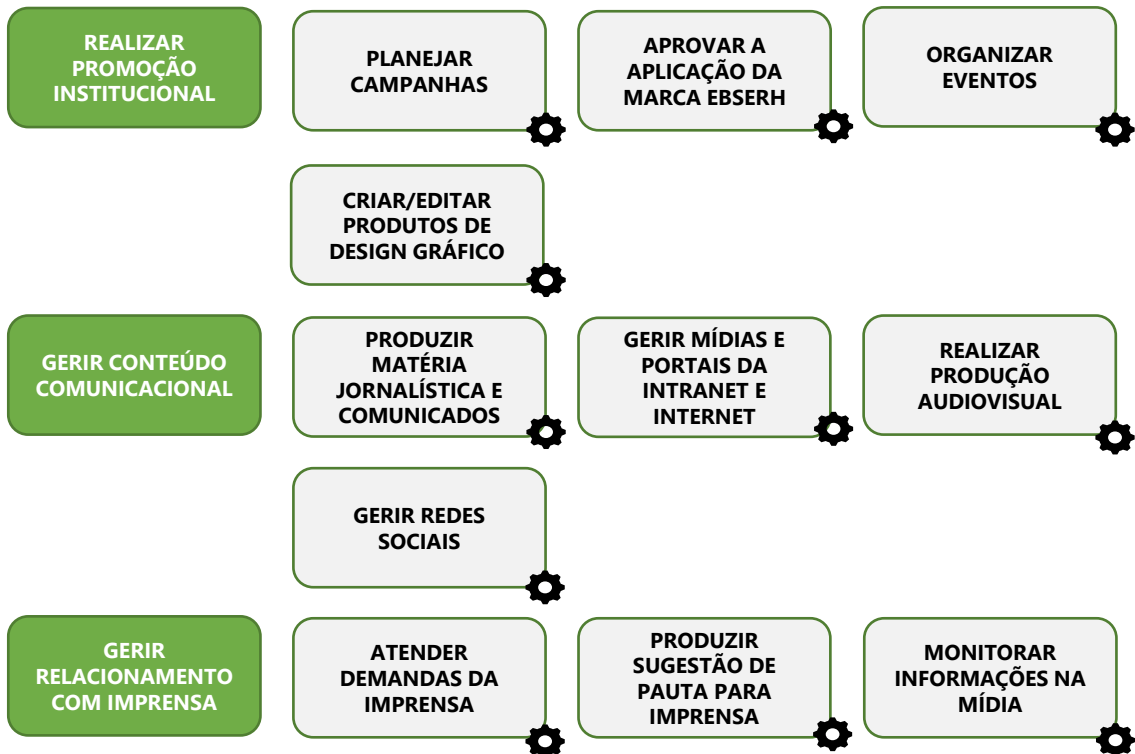 REALIZAR
PROMOÇÃO
INSTITUCIONAL
PLANEJAR
CAMPANHAS
APROVAR A
APLICAÇÃO DA
MARCA EBSERH
ORGANIZAR
EVENTOS
CRIAR/EDITAR
PRODUTOS DE
DESIGN GRÁFICO
GERIR CONTEÚDO
COMUNICACIONAL
PRODUZIR
MATÉRIA
JORNALÍSTICA E
COMUNICADOS
GERIR MÍDIAS E
PORTAIS DA
INTRANET E
INTERNET
REALIZAR
PRODUÇÃO
AUDIOVISUAL
GERIR REDES
SOCIAIS
GERIR
RELACIONAMENTO
COM IMPRENSA
ATENDER
DEMANDAS DA
IMPRENSA
PRODUZIR
SUGESTÃO DE
PAUTA PARA
IMPRENSA
MONITORAR
INFORMAÇÕES NA
MÍDIA